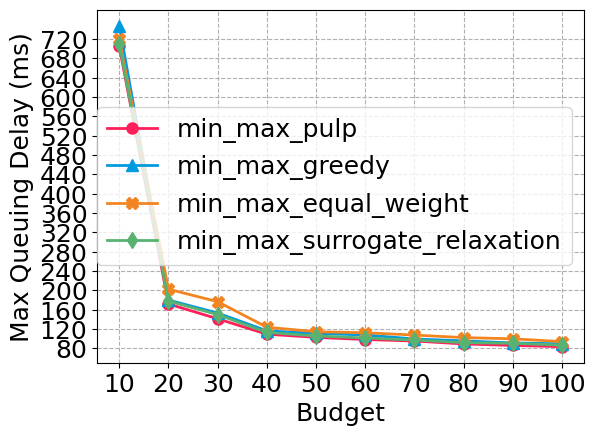 Max Queuing Delay (ms)
720
680
640
600
560
520
480
440
400
360
320
280
240
200
160
120
80
min_max_pulp
min_max_greedy
min_max_equal_weight
min_max_surrogate_relaxation
10 20 30 40 50 60 70 80 90 100
Budget